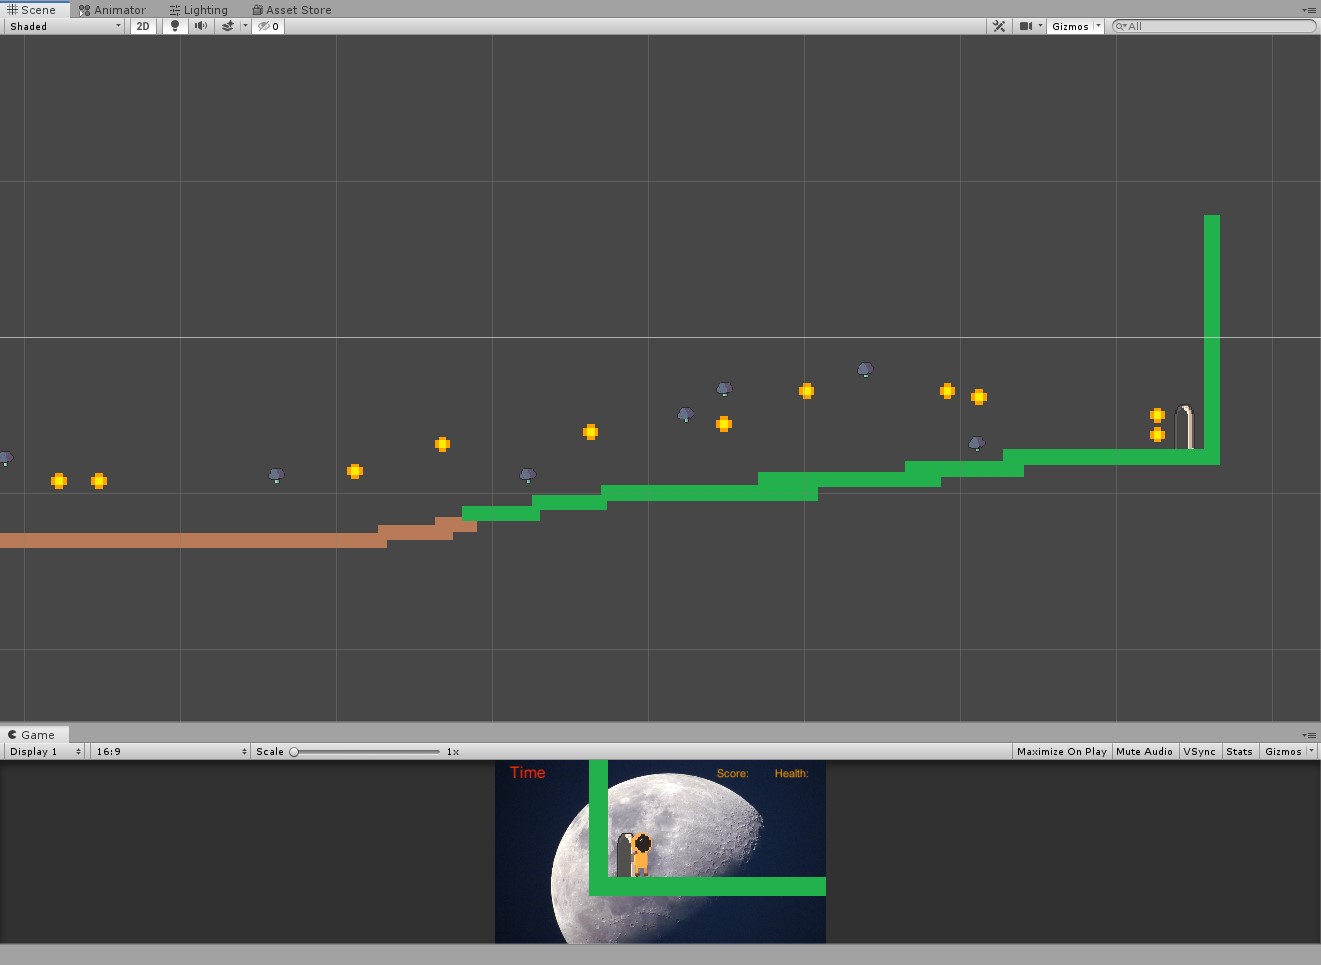 Scene Animator Lighting Asset Store
Shaded 2D 0 Gizmos All
Game
Display 1 16:9 Scale 1x Maximize On Play Mute Audio VSync Stats Gizmos
Time Score: Health: